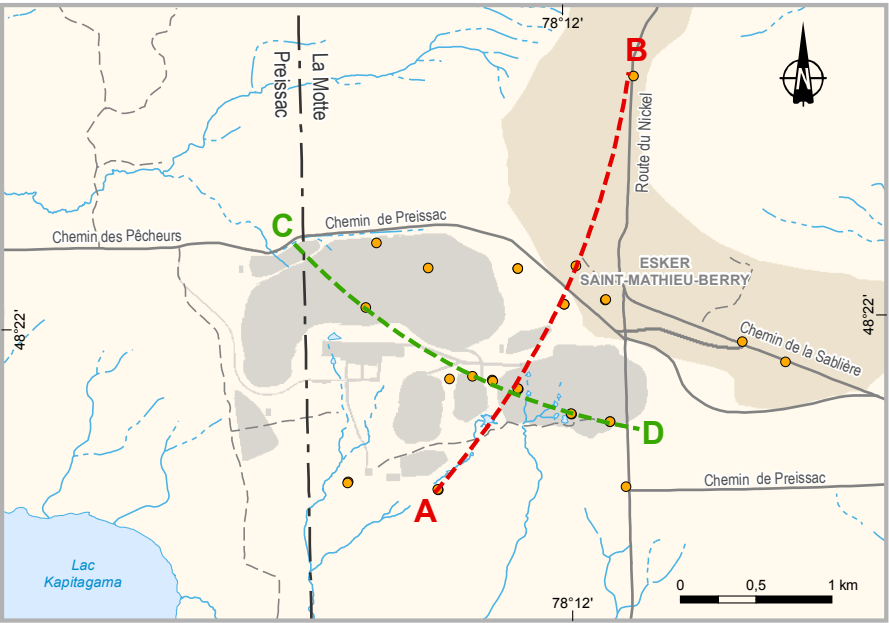 78°12'
B
N
La Motte
Preissac
Route du Nickel
C
Chemin de Preissac
Chemin des Pêcheurs
ESKER
SAINT-MATHIEU-BERRY
48°22'
48°22'
Chemin de la Sablière
D
Chemin de Preissac
A
Lac
Kapitagama
0 0,5 1 km
78°12'